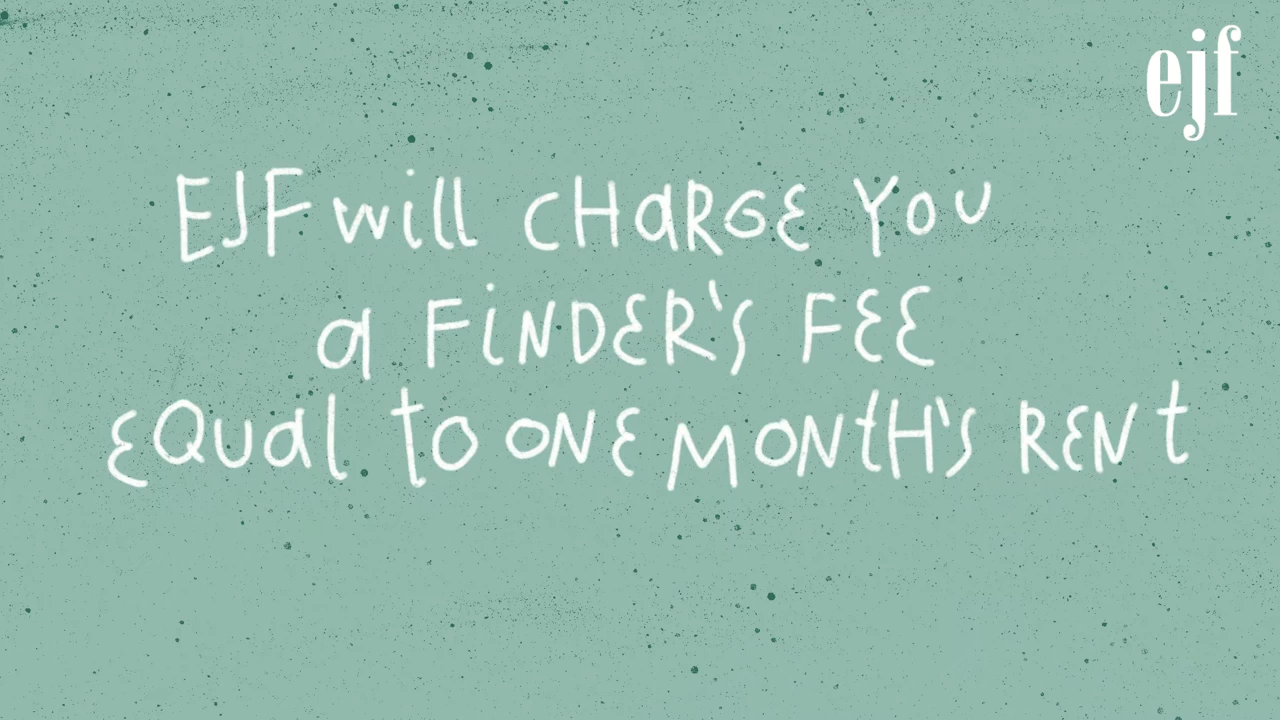 ejf
EJF will CHaRGE YOU
a FiNDER'S FEE
EQUal to ONE MONtH'S RENt